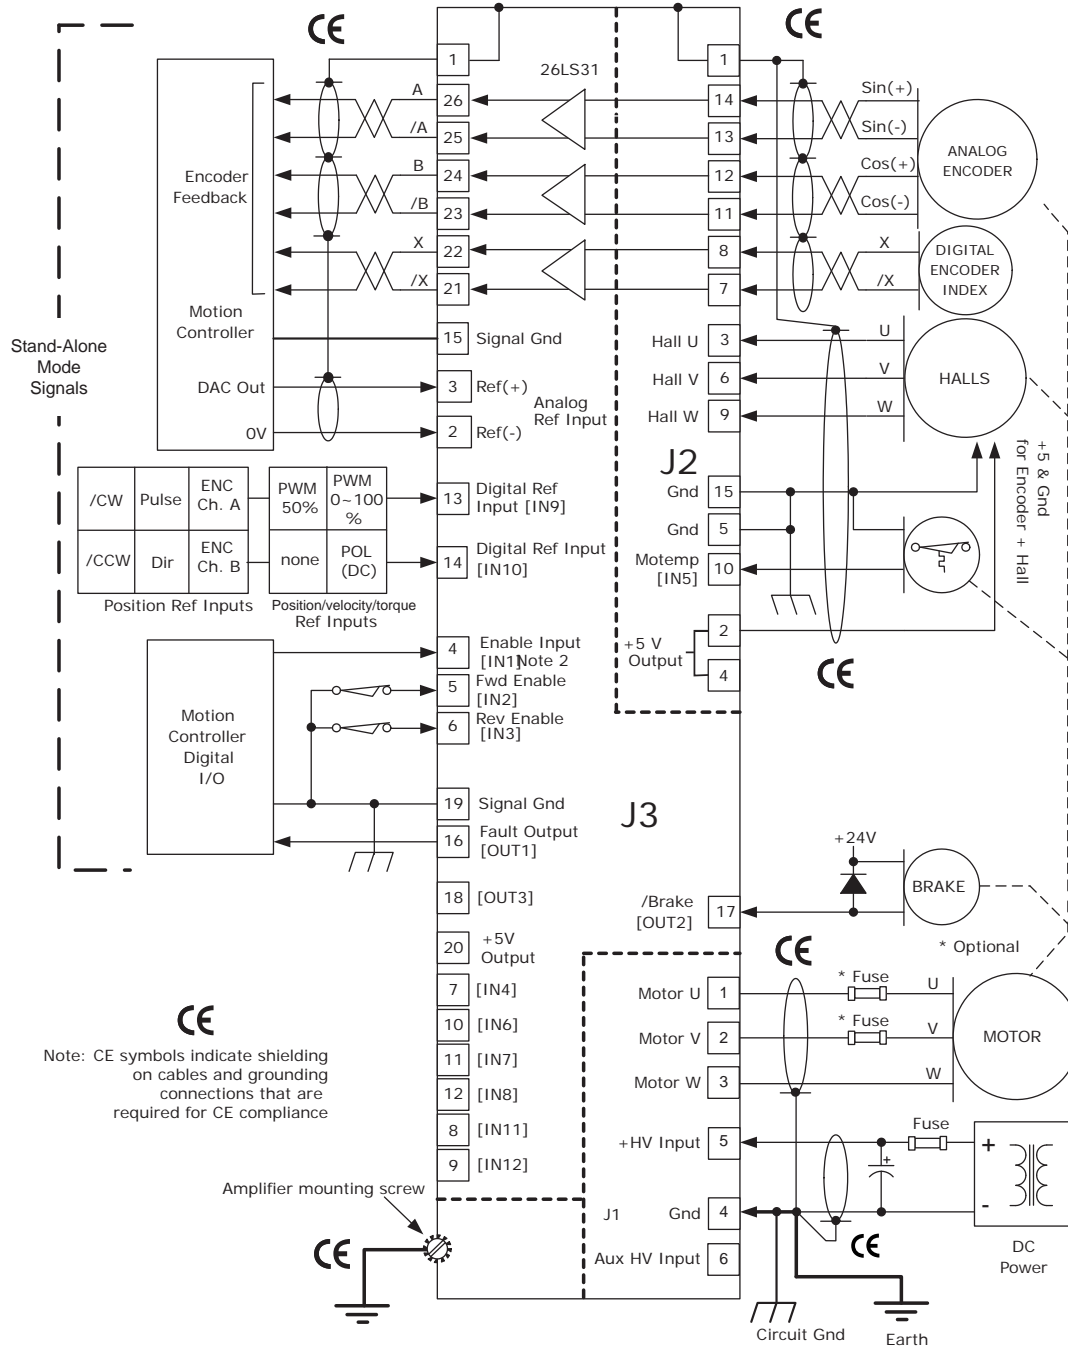 CE
CE
1
1
26LS31
A
26
14
Sin(+)
/A
25
13
Sin(-)
ANALOG
ENCODER
Encoder
Feedback
B
24
12
Cos(+)
/B
23
11
Cos(-)
X
22
8
X
/X
21
7
/X
DIGITAL
ENCODER
INDEX
Motion
Controller
15
Signal Gnd
Stand-Alone
Mode
Signals
DAC Out
3
Ref(+)
0V
2
Ref(-)
Analog
Ref Input
Hall U
3
U
Hall V
6
V
Hall W
9
W
HALLS
J2
+5 & Gnd
for Encoder + Hall
/CW
Pulse
ENC
Ch. A
PWM
50%
PWM
0~100
%
13
Digital Ref
Input [IN9]
/CCW
Dir
ENC
Ch. B
none
POL
(DC)
14
Digital Ref Input
[IN10]
Position Ref Inputs
Position/velocity/torque
Ref Inputs
Gnd
15
Gnd
5
Motemp
[IN5]
10
+5 V
Output
2
4
CE
Motion
Controller
Digital
I/O
4
Enable Input
[IN1]Note 2
5
Fwd Enable
[IN2]
6
Rev Enable
[IN3]
19
Signal Gnd
16
Fault Output
[OUT1]
J3
18
[OUT3]
20
+5V
Output
7
[IN4]
10
[IN6]
11
[IN7]
12
[IN8]
8
[IN11]
9
[IN12]
/Brake
[OUT2]
17
+24V
BRAKE
* Optional
CE
Motor U
1
* Fuse
U
Motor V
2
* Fuse
V
Motor W
3
W
MOTOR
CE
Note: CE symbols indicate shielding
on cables and grounding
connections that are
required for CE compliance
+HV Input
5
Fuse
+
+
-
DC
Power
Amplifier mounting screw
CE
J1
Gnd
4
Aux HV Input
6
CE
Circuit Gnd
Earth